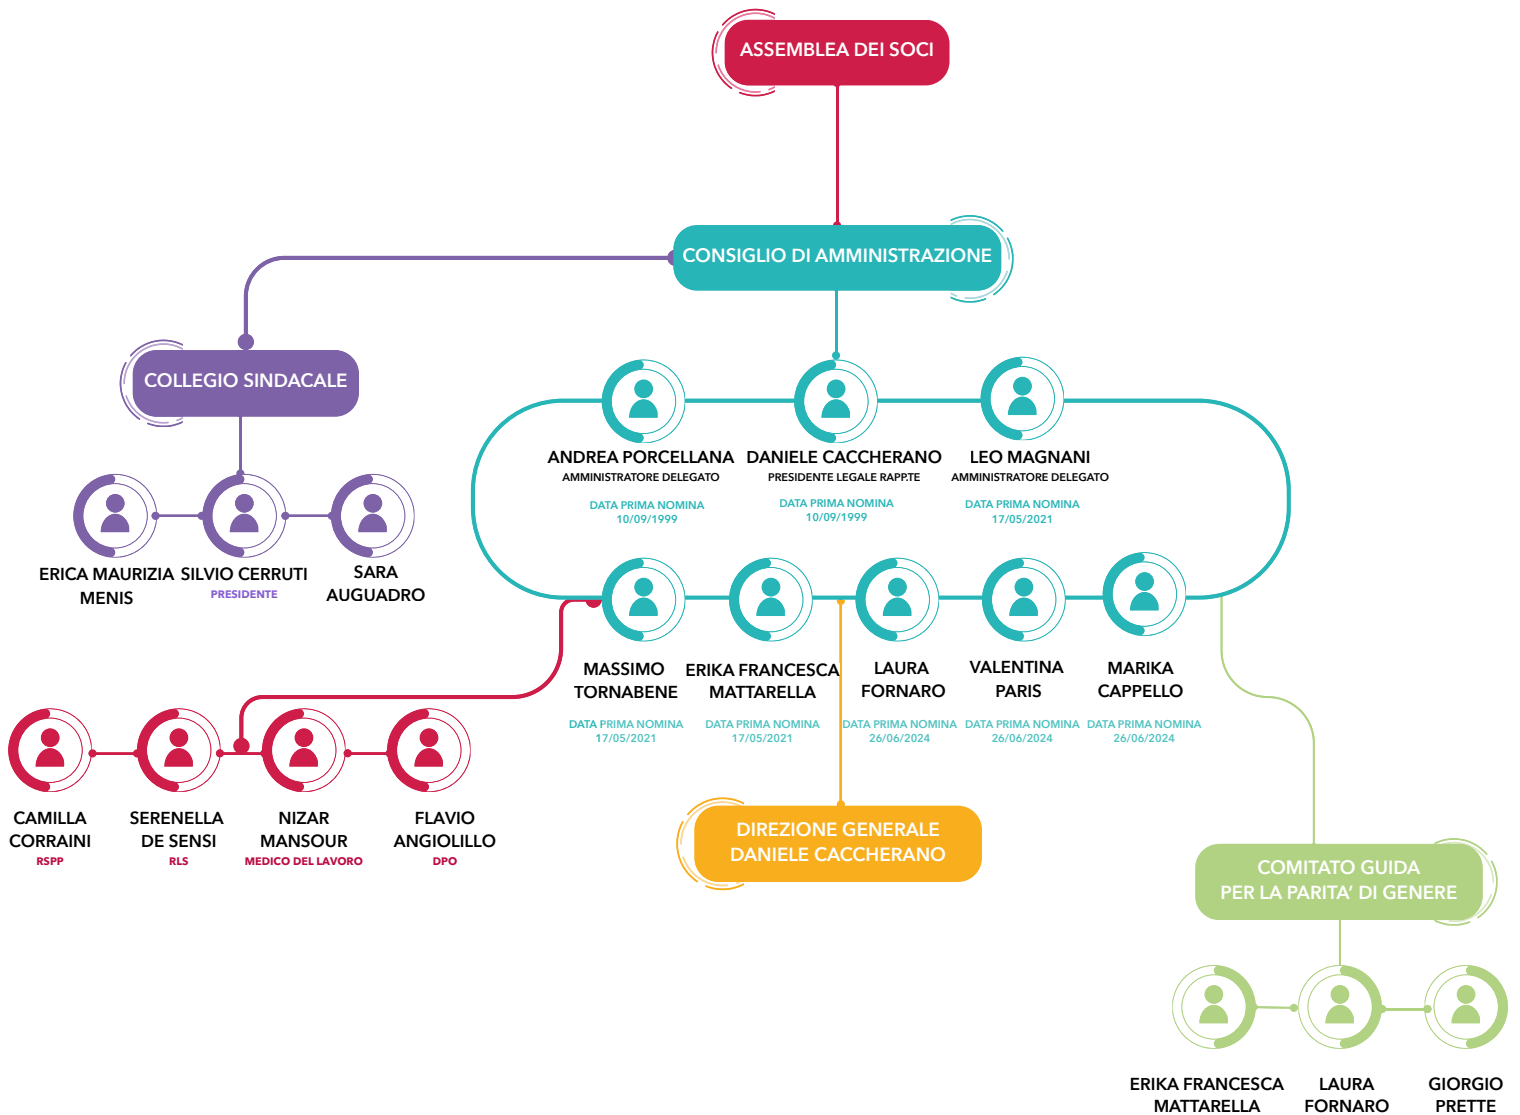 ASSEMBLEA DEI SOCI
CONSIGLIO DI AMMINISTRAZIONE
COLLEGIO SINDACALE
ERICA MAURIZIA
MENIS
SILVIO CERRUTI
PRESIDENTE
SARA
AUGUADRO
ANDREA PORCELLANA
AMMINISTRATORE DELEGATO
DATA PRIMA NOMINA
10/09/1999
DANIELE CACCHERANO
PRESIDENTE LEGALE RAPP.TE
DATA PRIMA NOMINA
10/09/1999
LEO MAGNANI
AMMINISTRATORE DELEGATO
DATA PRIMA NOMINA
17/05/2021
MASSIMO
TORNABENE
DATA PRIMA NOMINA
17/05/2021
ERIKA FRANCESCA
MATTARELLA
DATA PRIMA NOMINA
17/05/2021
LAURA
FORNARO
DATA PRIMA NOMINA
26/06/2024
VALENTINA
PARIS
DATA PRIMA NOMINA
26/06/2024
MARIKA
CAPPELLO
DATA PRIMA NOMINA
26/06/2024
CAMILLA
CORRAINI
RSPP
SERENELLA
DE SENSI
RLS
NIZAR
MANSOUR
MEDICO DEL LAVORO
FLAVIO
ANGIOLILLO
DPO
DIREZIONE GENERALE
DANIELE CACCHERANO
COMITATO GUIDA
PER LA PARITA’ DI GENERE
ERIKA FRANCESCA
MATTARELLA
LAURA
FORNARO
GIORGIO
PRETTE